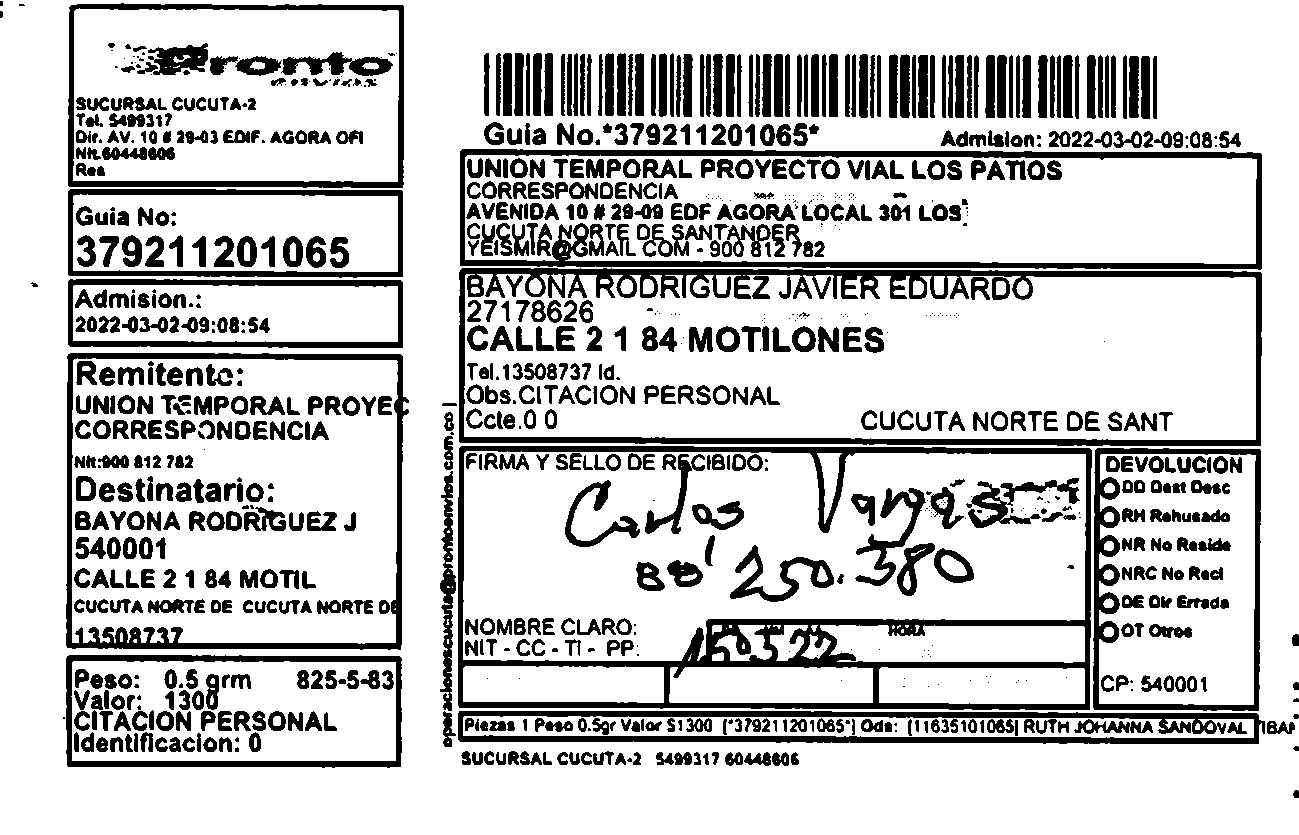 Pronto
envios
SUCURSAL CUCUTA-2
Tel. 5499317
Dir. AV. 10 # 29-03 EDIF. AGORA OFI
Nit.60448606
Res
Guia No:
379211201065
Admision.:
2022-03-02-09:08:54
Remitente:
UNION TEMPORAL PROYEC
CORRESPONDENCIA
Nit:900 812 782
Destinatario:
BAYONA RODRIGUEZ J
540001
CALLE 2 1 84 MOTIL
CUCUTA NORTE DE CUCUTA NORTE DE
13508737
Peso: 0.5 grm 825-5-83
Valor: 1300
CITACION PERSONAL
Identificacion: 0
Guia No.*379211201065* Admision: 2022-03-02-09:08:54
UNION TEMPORAL PROYECTO VIAL LOS PATIOS
CORRESPONDENCIA
AVENIDA 10 # 29-09 EDF AGORA LOCAL 301 LOS
CUCUTA NORTE DE SANTANDER
YEISMIR@GMAIL COM - 900 812 782
BAYONA RODRIGUEZ JAVIER EDUARDO
27178626
CALLE 2 1 84 MOTILONES
Tel.13508737 Id.
Obs.CITACION PERSONAL
Ccte.0 0 CUCUTA NORTE DE SANT
operacionescucuta@prontoenvios.com.co
FIRMA Y SELLO DE RECIBIDO:
Carlos Vargas
88'250.380
NOMBRE CLARO:
NIT - CC - TI - PP:
HORA
150322
DEVOLUCION
DD Dest Desc
RH Rehusado
NR No Reside
NRC No Recl
DE Dir Errada
OT Otros
CP: 540001
Piezas 1 Peso 0.5gr Valor $1300 [*379211201065*] Ods: [11635101065] RUTH JOHANNA SANDOVAL IBAR
SUCURSAL CUCUTA-2 5499317 60448606